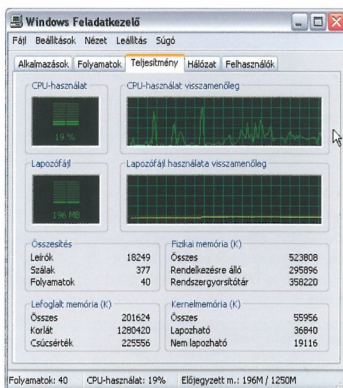 Windows Feladatkezelő
Fájl Beállítások Nézet Leállítás Súgó
Alkalmazások Folyamatok Teljesítmény Hálózat Felhasználók
CPU-használat
19 %
CPU-használat visszamenőleg
Lapozófájl
196 MB
Lapozófájl használata visszamenőleg
Összesítés
Leírók 18249
Szálak 377
Folyamatok 40
Fizikai memória (K)
Összes 523808
Rendelkezésre álló 295896
Rendszergyorsítótár 358220
Lefoglalt memória (K)
Összes 201624
Korlát 1280420
Csúcsérték 225556
Kernelmemória (K)
Összes 55956
Lapozható 36840
Nem lapozható 19116
Folyamatok: 40 CPU-használat: 19% Előjegyzett m.: 196M / 1250M